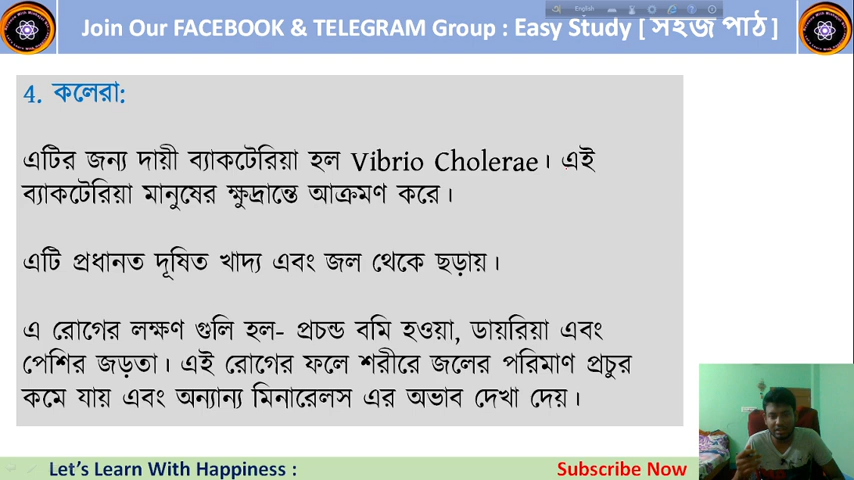 English
Join Our FACEBOOK & TELEGRAM Group : Easy Study [ সহজ পাঠ ]
4. কলেরা:
এটির জন্য দায়ী ব্যাকটেরিয়া হল Vibrio Cholerae। এই
ব্যাকটেরিয়া মানুষের ক্ষুদ্রান্তে আক্রমণ করে।
এটি প্রধানত দূষিত খাদ্য এবং জল থেকে ছড়ায়।
এ রোগের লক্ষণ গুলি হল- প্রচন্ড বমি হওয়া, ডায়রিয়া এবং
পেশির জড়তা। এই রোগের ফলে শরীরে জলের পরিমাণ প্রচুর
কমে যায় এবং অন্যান্য মিনারেলস এর অভাব দেখা দেয়।
Let's Learn With Happiness :
Subscribe Now